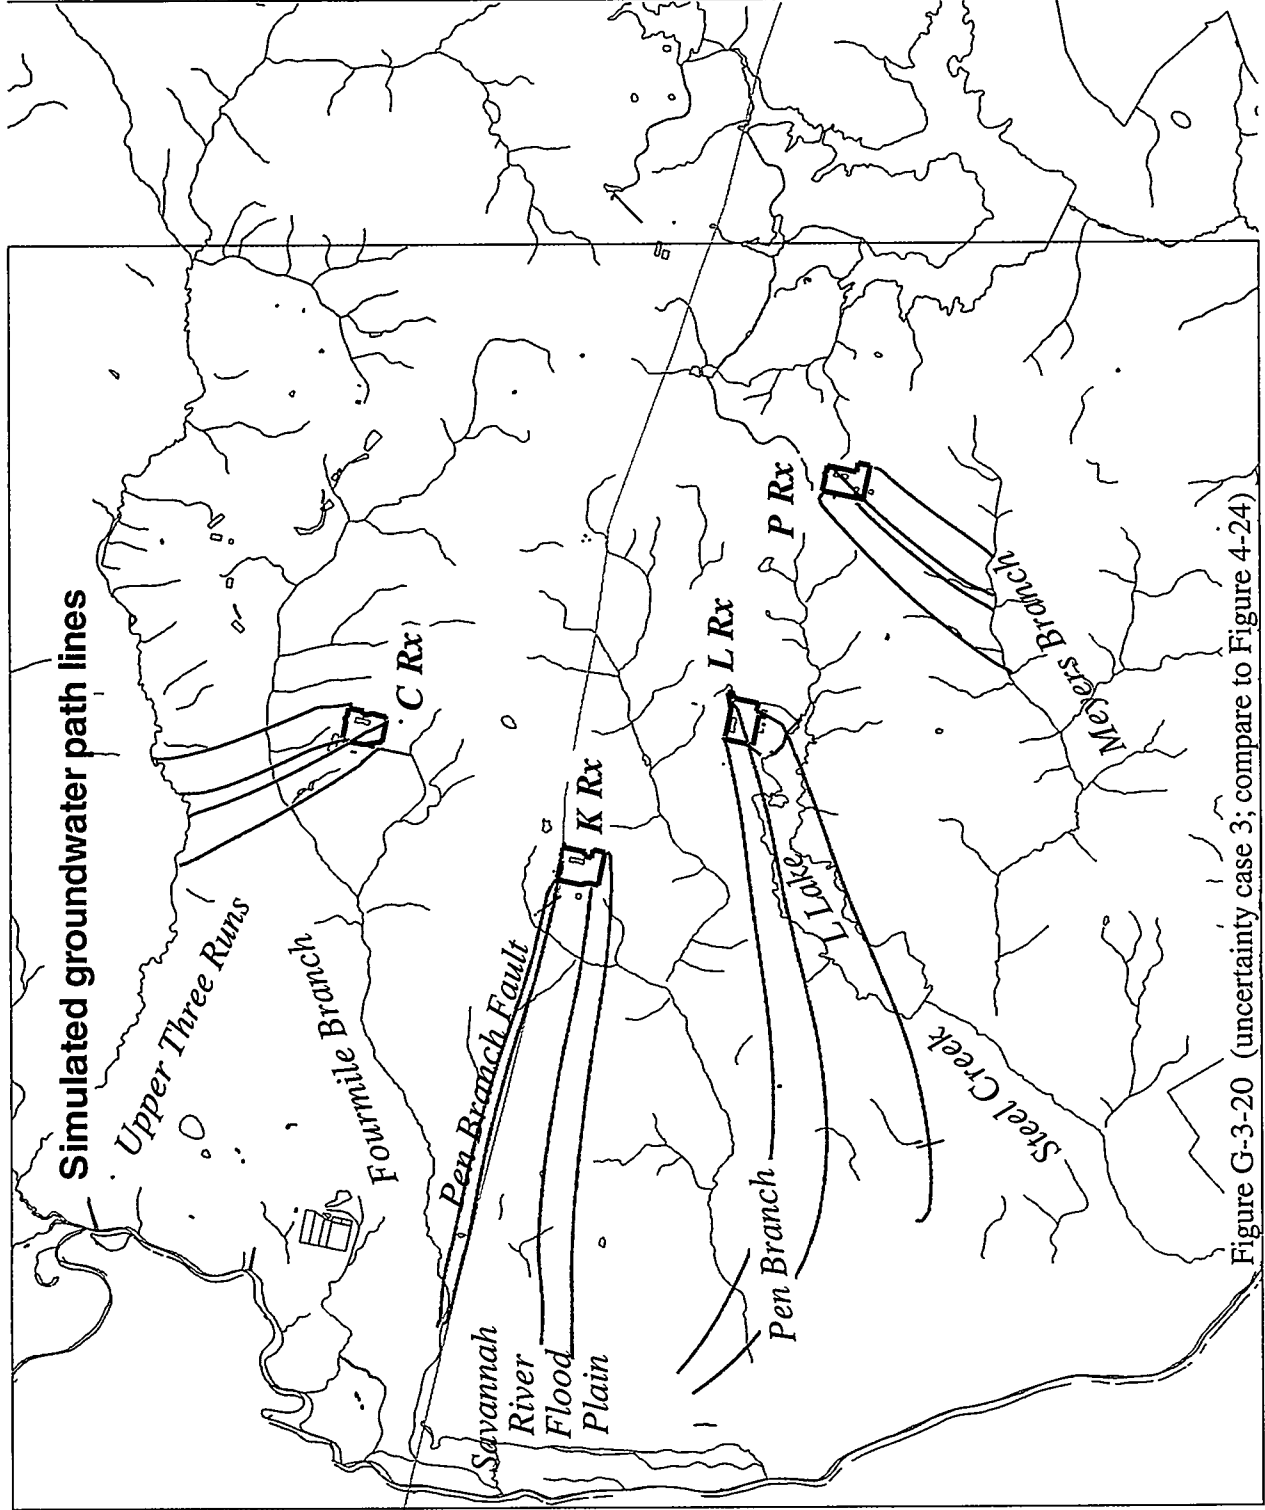 Simulated groundwater path lines
Upper Three Runs
Fourmile Branch
C Rx
Pen Branch Fault
K Rx
Savannah
River
Flood
Plain
L Rx
P Rx
L Lake
Pen Branch
Steel Creek
Meyers Branch
Figure G-3-20 (uncertainty case 3; compare to Figure 4-24)